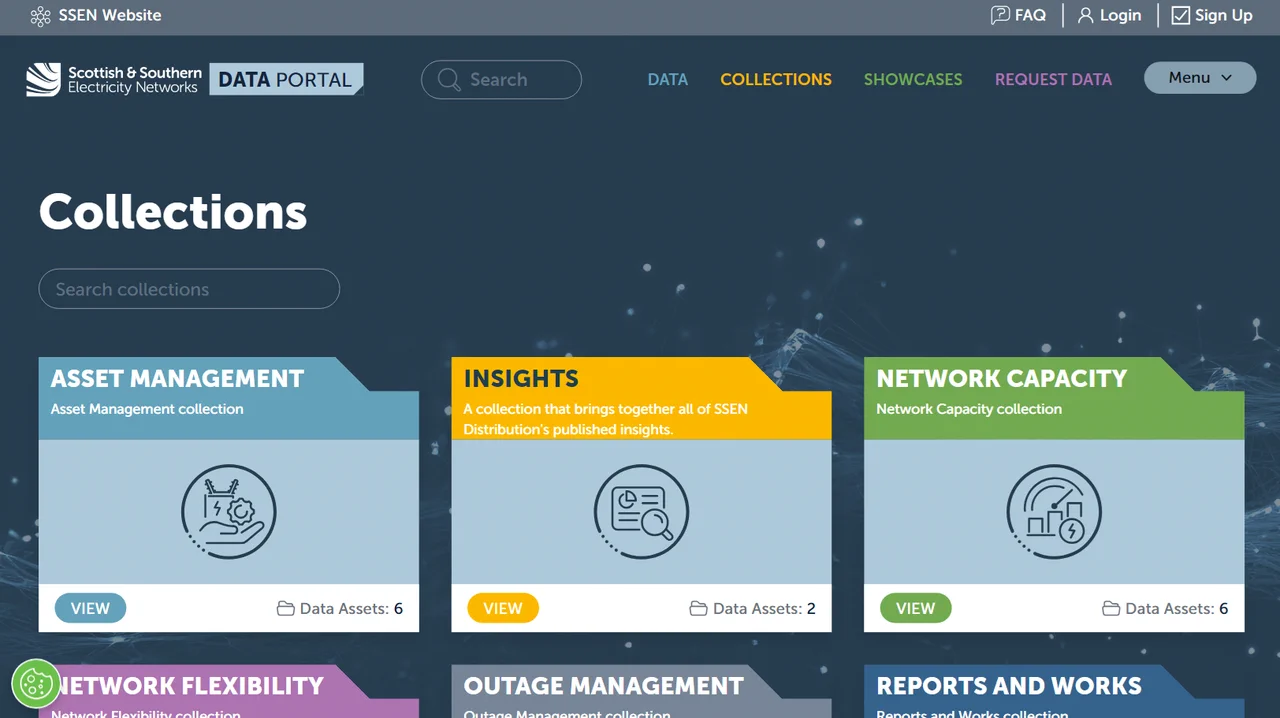 SSEN Website
FAQ
Login
Sign Up
Scottish & Southern
Electricity Networks
DATA PORTAL
Search
DATA
COLLECTIONS
SHOWCASES
REQUEST DATA
Menu
Collections
Search collections
ASSET MANAGEMENT
Asset Management collection
VIEW
Data Assets: 6
INSIGHTS
A collection that brings together all of SSEN
Distribution's published insights.
VIEW
Data Assets: 2
NETWORK CAPACITY
Network Capacity collection
VIEW
Data Assets: 6
NETWORK FLEXIBILITY
Network Flexibility collection
OUTAGE MANAGEMENT
Outage Management collection
REPORTS AND WORKS
Reports and Works collection